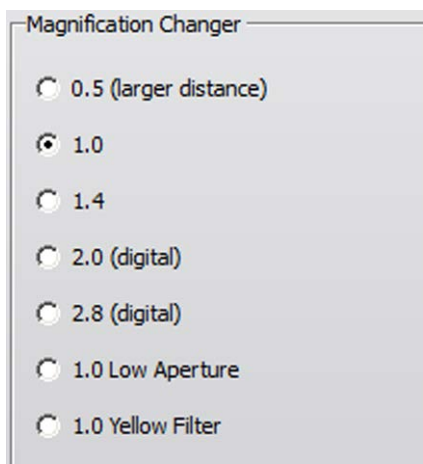 Magnification Changer
0.5 (larger distance)
1.0
1.4
2.0 (digital)
2.8 (digital)
1.0 Low Aperture
1.0 Yellow Filter